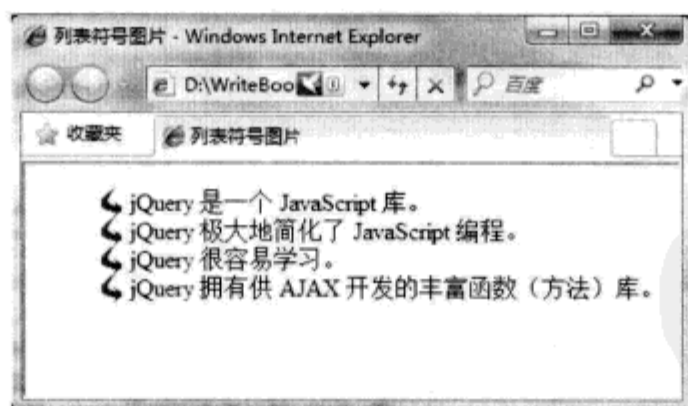 列表符号图片 - Windows Internet Explorer
D:\WriteBoo 百度
收藏夹 列表符号图片
jQuery 是一个 JavaScript 库。
jQuery 极大地简化了 JavaScript 编程。
jQuery 很容易学习。
jQuery 拥有供 AJAX 开发的丰富函数（方法）库。